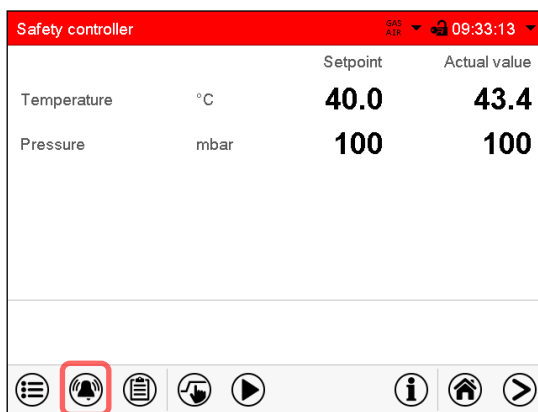 Safety controller GAS AIR 09:33:13
Setpoint Actual value
Temperature °C 40.0 43.4
Pressure mbar 100 100